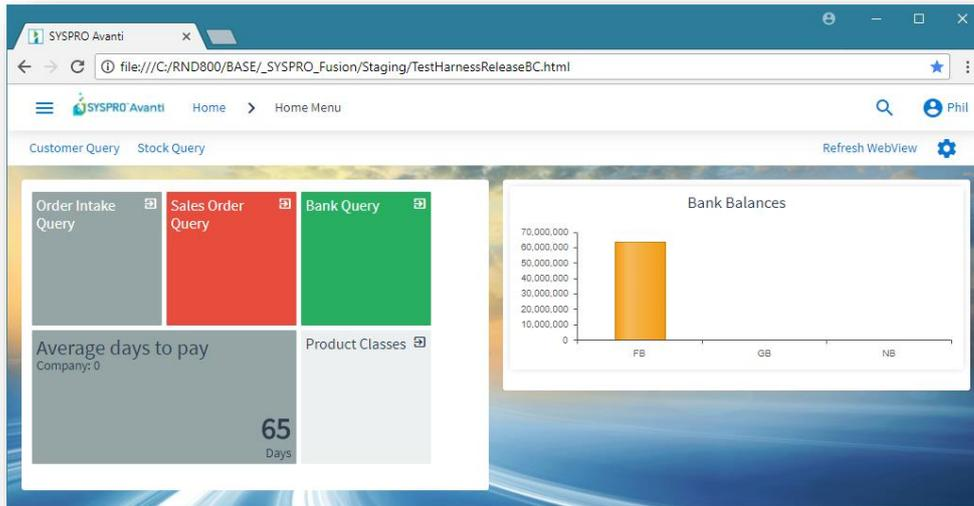 SYSPRO Avanti
file:///C:/RND800/BASE/_SYSPRO_Fusion/Staging/TestHarnessReleaseBC.html
SYSPRO Avanti Home Home Menu Phil
Customer Query Stock Query Refresh WebView
Order Intake
Query
Sales Order
Query
Bank Query
Average days to pay
Company: 0
65
Days
Product Classes
Bank Balances
70,000,000
60,000,000
50,000,000
40,000,000
30,000,000
20,000,000
10,000,000
0
FB GB NB